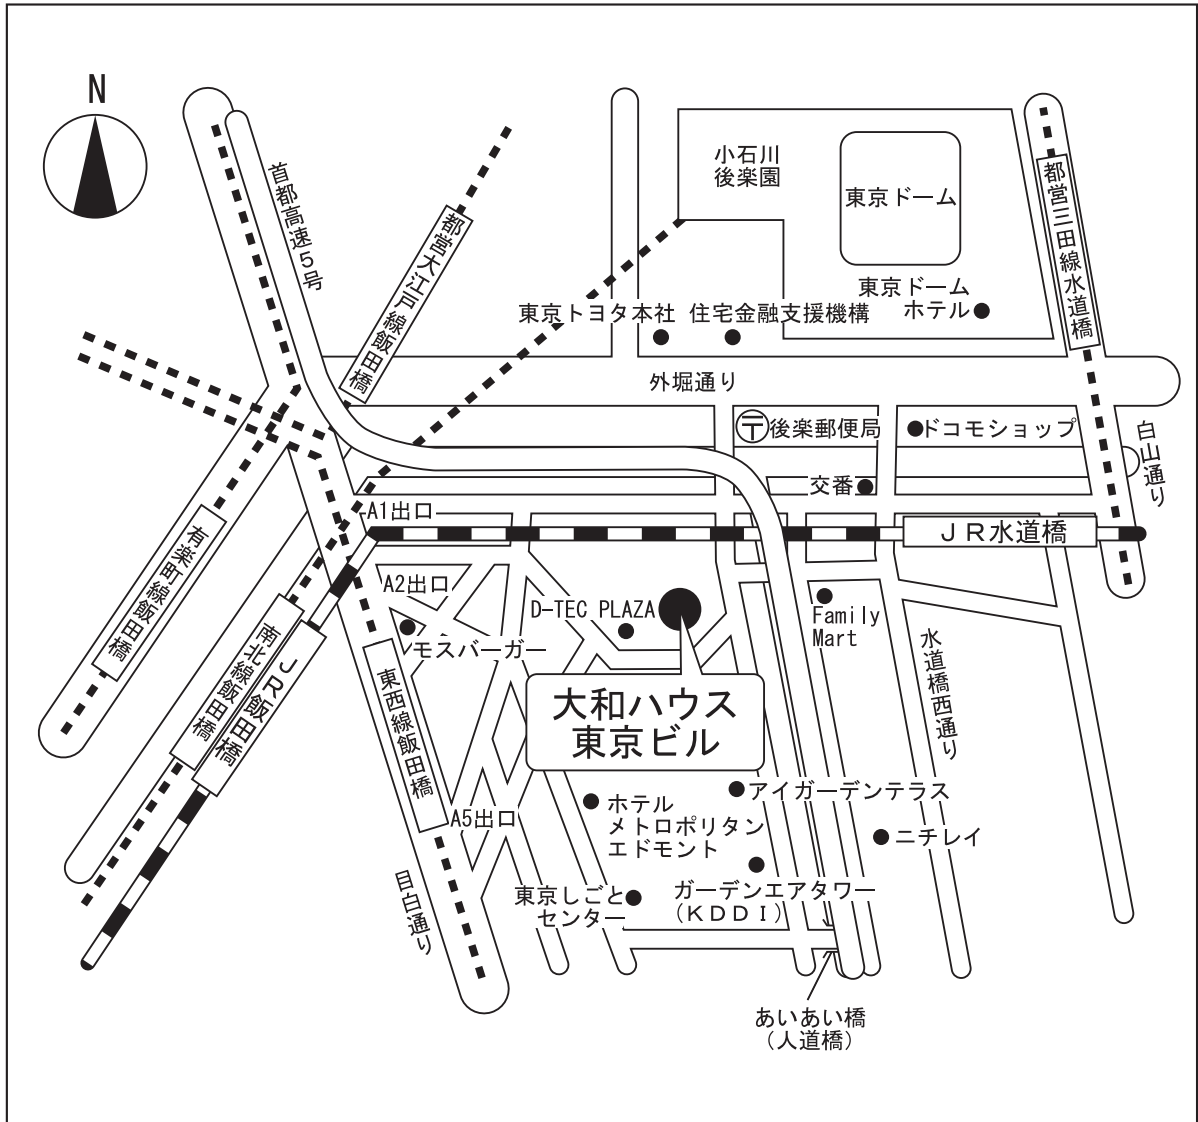 N
首都高速5号
都営大江戸線飯田橋
小石川
後楽園
東京ドーム
都営三田線水道橋
東京ドーム
ホテル
東京トヨタ本社
住宅金融支援機構
外堀通り
〒後楽郵便局
ドコモショップ
白山通り
交番
A1出口
JR水道橋
有楽町線飯田橋
A2出口
D-TEC PLAZA
Family
Mart
モスバーガー
南北線飯田橋
JR飯田橋
東西線飯田橋
水道橋西通り
大和ハウス
東京ビル
アイガーデンテラス
ホテル
メトロポリタン
エドモント
A5出口
ニチレイ
目白通り
東京しごと
センター
ガーデンエアタワー
(KDDI)
あいあい橋
(人道橋)